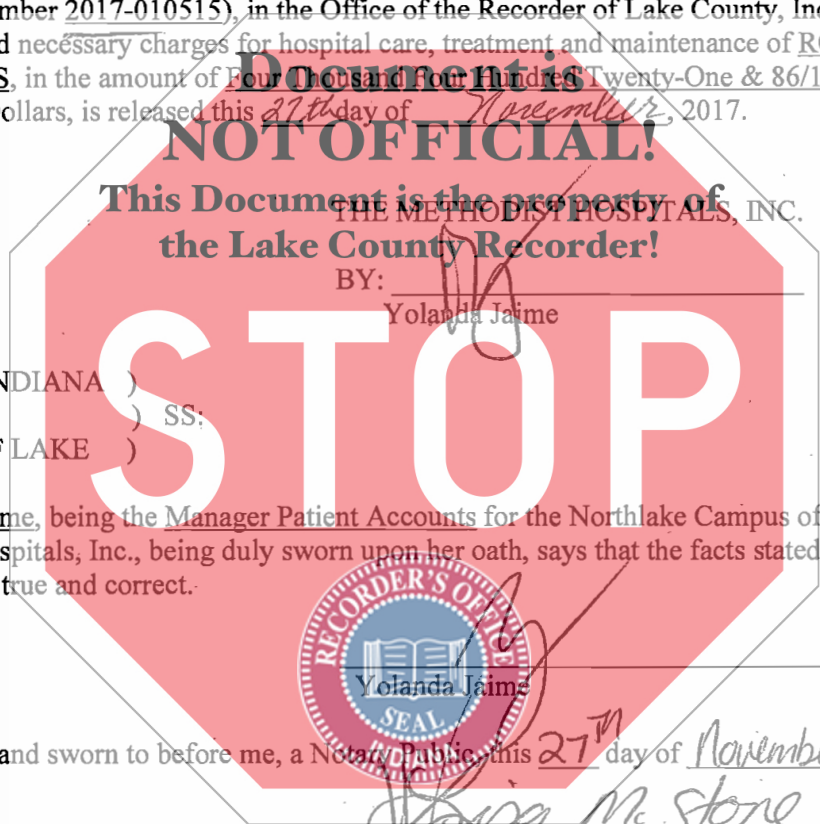 mber 2017-010515), in the Office of the Recorder of Lake County, In
d necessary charges for hospital care, treatment and maintenance of R
S, in the amount of Four Thousand Four Hundred Twenty-One & 86/1
ollars, is released this 27th day of November, 2017.
Document is
NOT OFFICIAL!
This Document is the property of
the Lake County Recorder!
THE METHODIST HOSPITALS, INC.
BY:
Yolanda Jaime
STOP
NDIANA )
) SS:
F LAKE )
me, being the Manager Patient Accounts for the Northlake Campus of
spitals, Inc., being duly sworn upon her oath, says that the facts stated
true and correct.
RECORDER'S OFFICE
SEAL
Yolanda Jaime
and sworn to before me, a Notary Public, this 27TH day of Novemb
Mc Stone